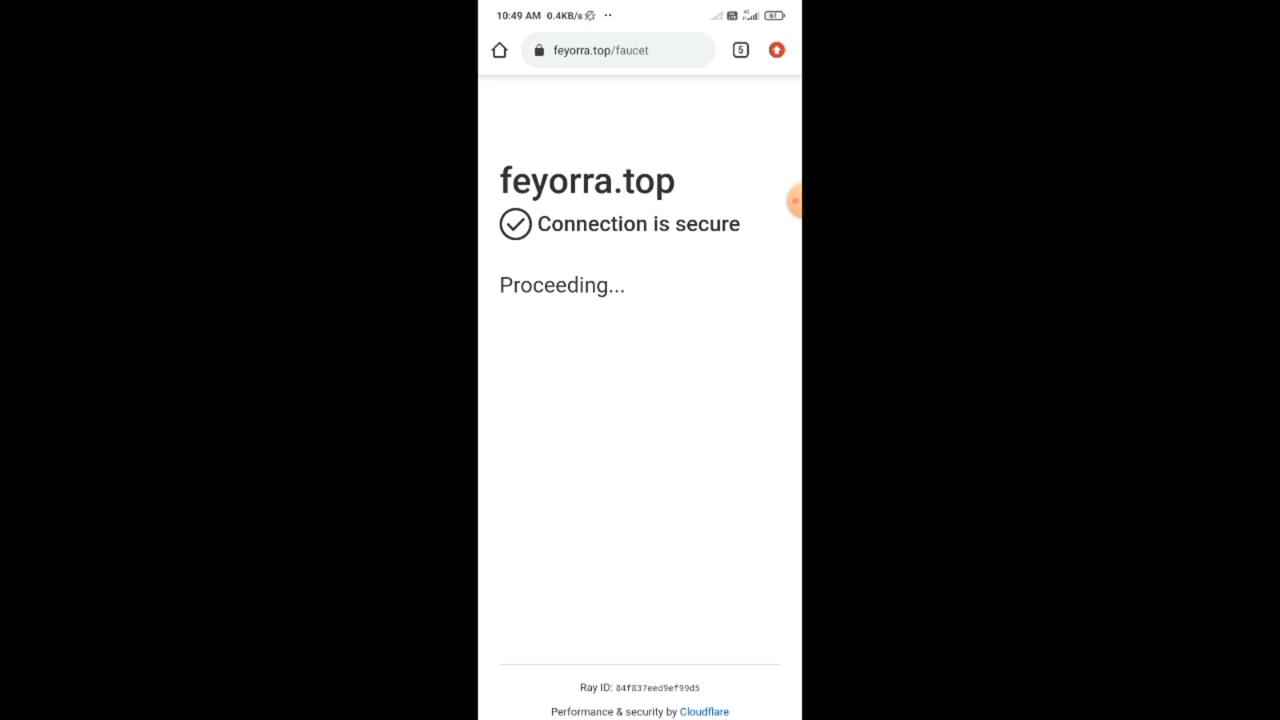 10:49 AM 0.4KB/s
61
feyorra.top/faucet
5
feyorra.top
Connection is secure
Proceeding...
Ray ID: 84f837eed9ef99d5
Performance & security by Cloudflare